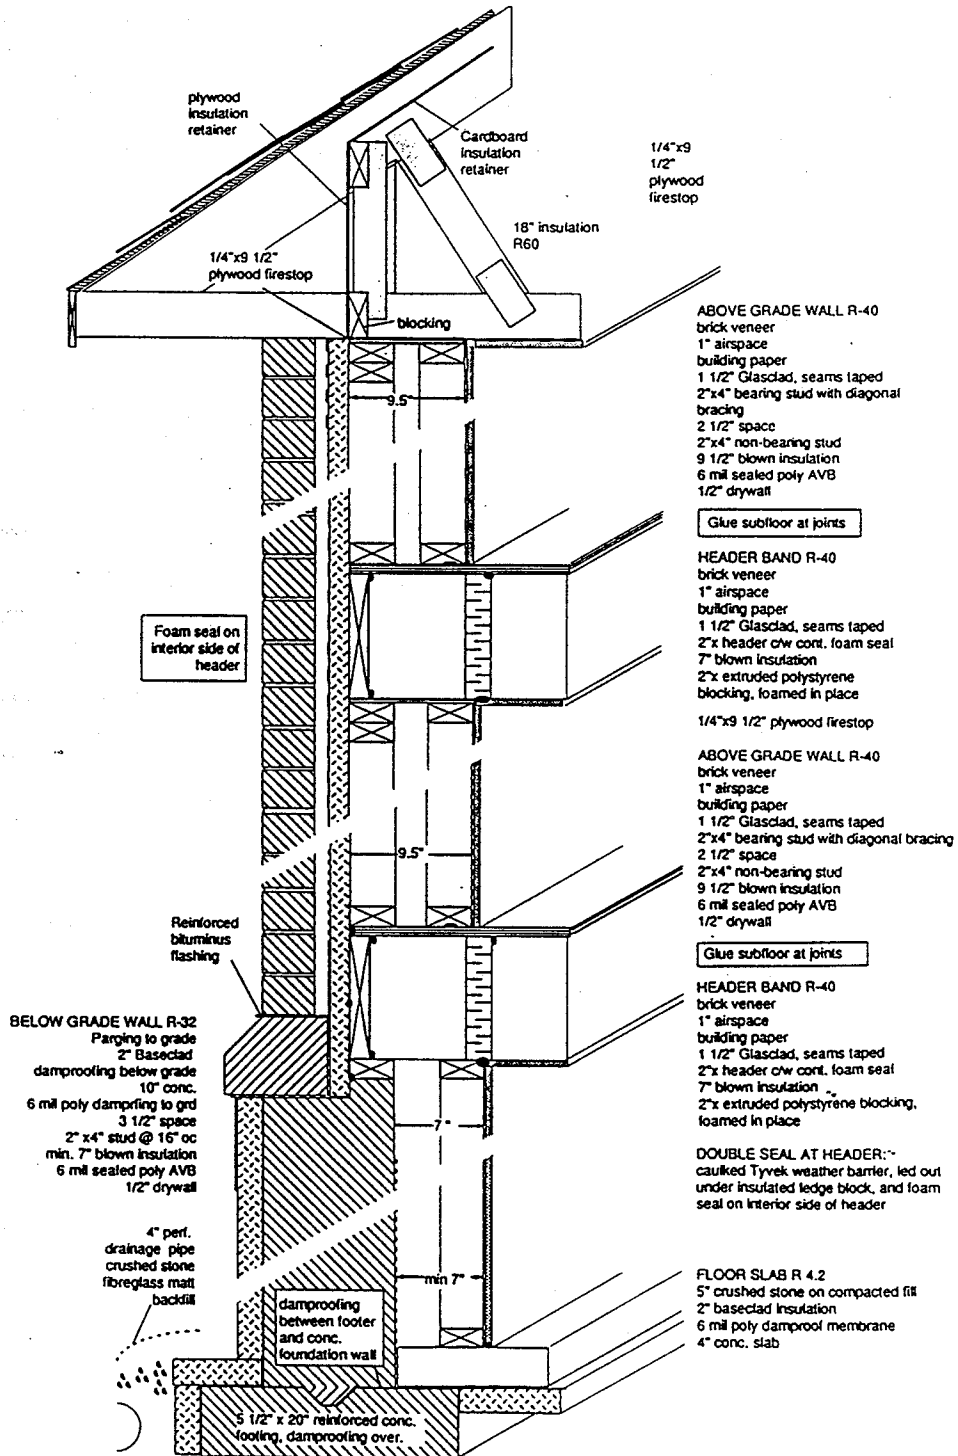 plywood
insulation
retainer
Cardboard
insulation
retainer
1/4"x9
1/2"
plywood
firestop
18" insulation
R60
1/4"x9 1/2"
plywood firestop
blocking
9.5"
ABOVE GRADE WALL R-40
brick veneer
1" airspace
building paper
1 1/2" Glasclad, seams taped
2"x4" bearing stud with diagonal
bracing
2 1/2" space
2"x4" non-bearing stud
9 1/2" blown insulation
6 mil sealed poly AVB
1/2" drywall
Glue subfloor at joints
HEADER BAND R-40
brick veneer
1" airspace
building paper
1 1/2" Glasclad, seams taped
2"x header c/w cont. foam seal
7" blown insulation
2"x extruded polystyrene
blocking, foamed in place
1/4"x9 1/2" plywood firestop
Foam seal on
interior side of
header
ABOVE GRADE WALL R-40
brick veneer
1" airspace
building paper
1 1/2" Glasclad, seams taped
2"x4" bearing stud with diagonal bracing
2 1/2" space
2"x4" non-bearing stud
9 1/2" blown insulation
6 mil sealed poly AVB
1/2" drywall
9.5"
Glue subfloor at joints
Reinforced
bituminus
flashing
HEADER BAND R-40
brick veneer
1" airspace
building paper
1 1/2" Glasclad, seams taped
2"x header c/w cont. foam seal
7" blown insulation
2"x extruded polystyrene blocking,
foamed in place
BELOW GRADE WALL R-32
Parging to grade
2" Baseclad
damproofing below grade
10" conc.
6 mil poly damprfing to grd
3 1/2" space
2" x4" stud @ 16" oc
min. 7" blown insulation
6 mil sealed poly AVB
1/2" drywall
7"
DOUBLE SEAL AT HEADER:-
caulked Tyvek weather barrier, led out
under insulated ledge block, and foam
seal on interior side of header
4" perf.
drainage pipe
crushed stone
fibreglass matt
backfill
min 7"
FLOOR SLAB R 4.2
5" crushed stone on compacted fill
2" baseclad insulation
6 mil poly damproof membrane
4" conc. slab
damproofing
between footer
and conc.
foundation wall
5 1/2" x 20" reinforced conc.
footing, damproofing over.